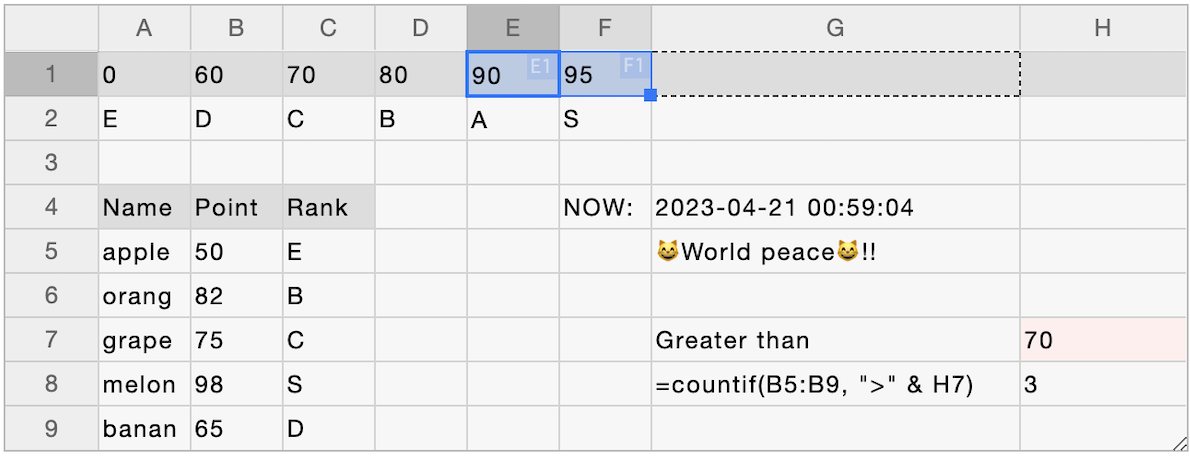 A B C D E F G H
1 0 60 70 80 90 E1 95 F1
2 E D C B A S
3
4 Name Point Rank NOW: 2023-04-21 00:59:04
5 apple 50 E 😺World peace😺!!
6 orang 82 B
7 grape 75 C Greater than 70
8 melon 98 S =countif(B5:B9, ">" & H7) 3
9 banan 65 D